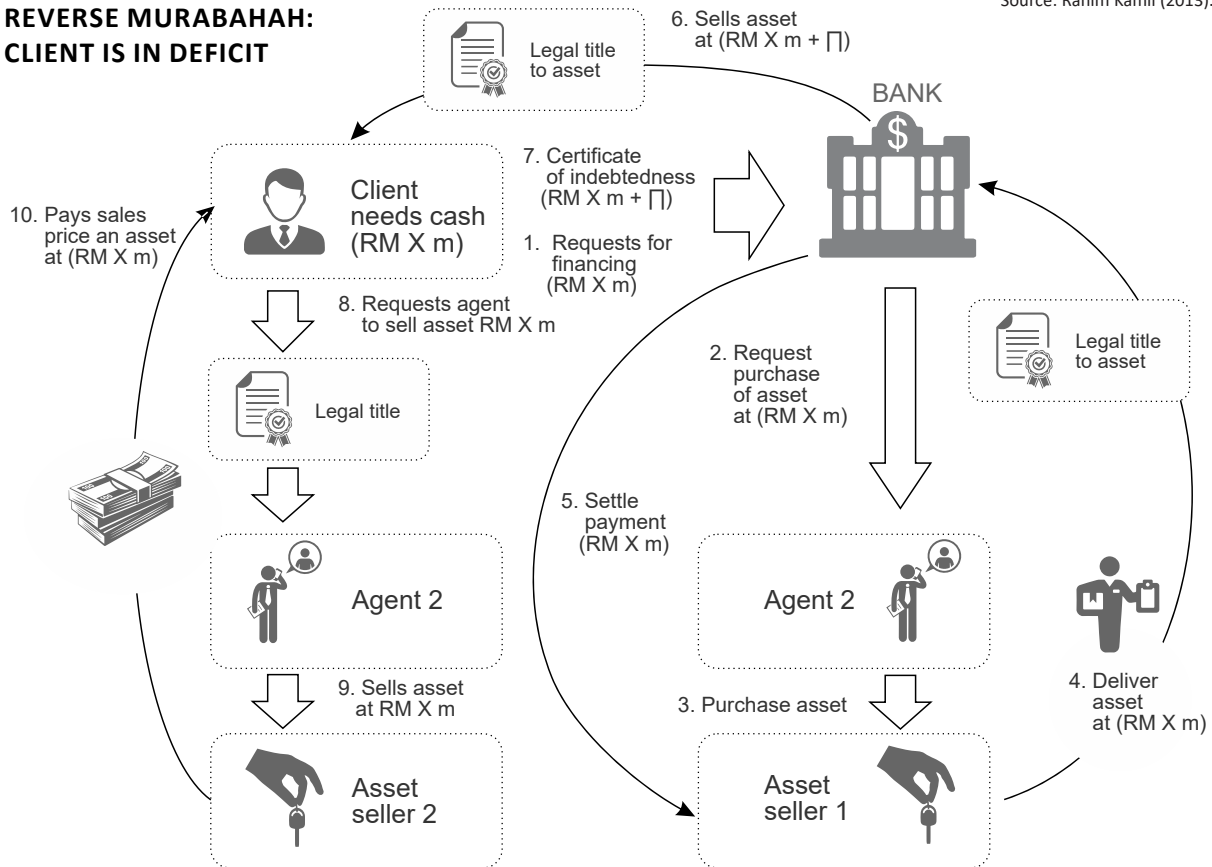 REVERSE MURABAHAH:
CLIENT IS IN DEFICIT
Source: Rahim Kamil (2013).
6. Sells asset
at (RM X m + ∏)
Legal title
to asset
BANK
$
7. Certificate
of indebtedness
(RM X m + ∏)
Client
needs cash
(RM X m)
10. Pays sales
price an asset
at (RM X m)
1. Requests for
financing
(RM X m)
8. Requests agent
to sell asset RM X m
Legal title
to asset
2. Request
purchase
of asset
at (RM X m)
Legal title
5. Settle
payment
(RM X m)
Agent 2
Agent 2
9. Sells asset
at RM X m
3. Purchase asset
4. Deliver
asset
at (RM X m)
Asset
seller 2
Asset
seller 1